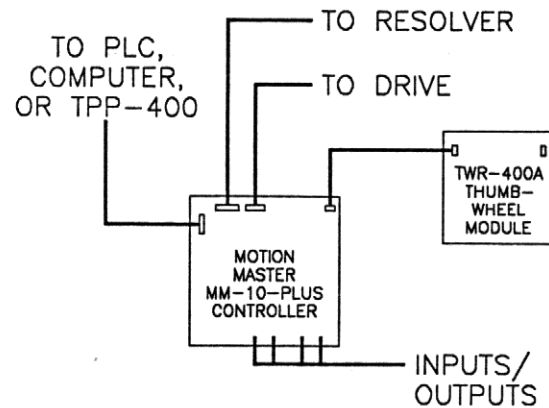 TO RESOLVER
TO PLC,
COMPUTER,
OR TPP-400
TO DRIVE
TWR-400A
THUMB-
WHEEL
MODULE
MOTION
MASTER
MM-10-PLUS
CONTROLLER
INPUTS/
OUTPUTS